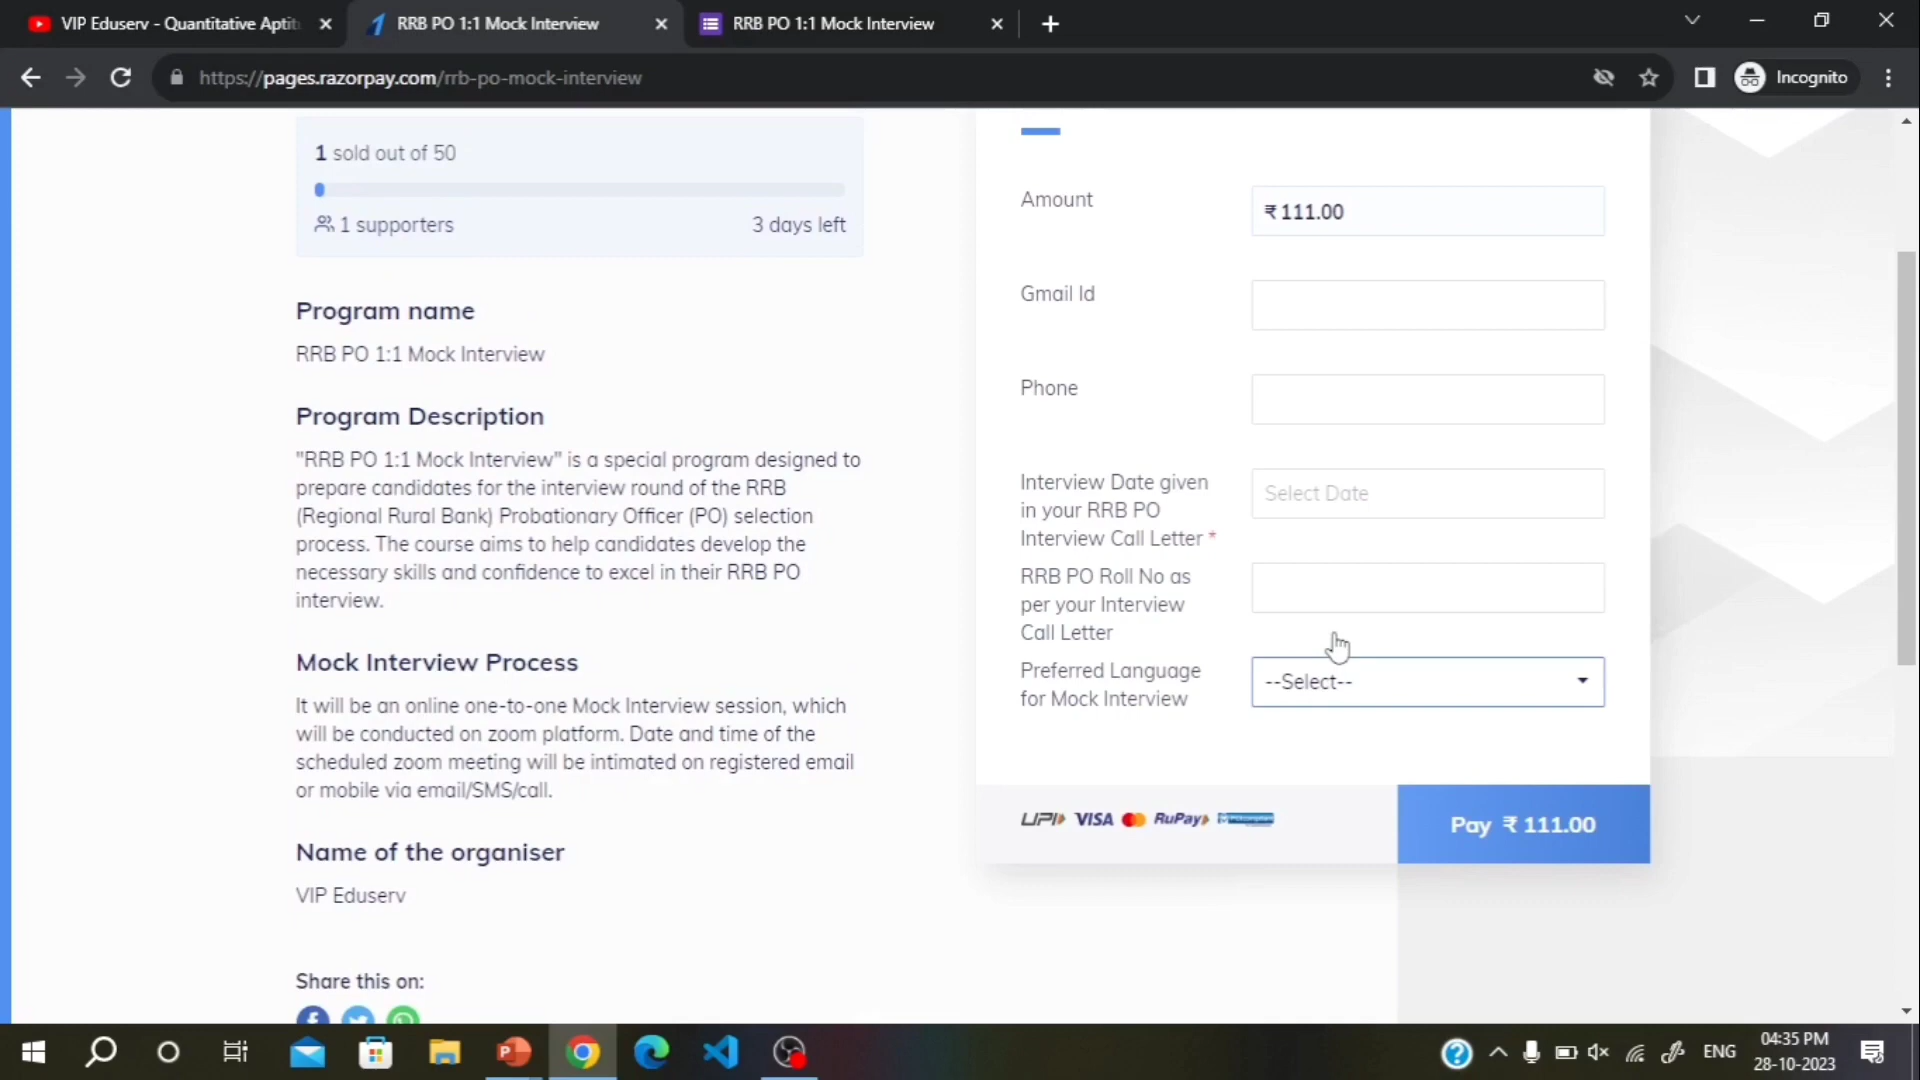 VIP Eduserv - Quantitative Aptit
RRB PO 1:1 Mock Interview
RRB PO 1:1 Mock Interview
https://pages.razorpay.com/rrb-po-mock-interview
Incognito
1 sold out of 50
1 supporters
3 days left
Program name
RRB PO 1:1 Mock Interview
Program Description
"RRB PO 1:1 Mock Interview" is a special program designed to
prepare candidates for the interview round of the RRB
(Regional Rural Bank) Probationary Officer (PO) selection
process. The course aims to help candidates develop the
necessary skills and confidence to excel in their RRB PO
interview.
Mock Interview Process
It will be an online one-to-one Mock Interview session, which
will be conducted on zoom platform. Date and time of the
scheduled zoom meeting will be intimated on registered email
or mobile via email/SMS/call.
Name of the organiser
VIP Eduserv
Share this on:
Amount
₹ 111.00
Gmail Id
Phone
Interview Date given
in your RRB PO
Interview Call Letter *
Select Date
RRB PO Roll No as
per your Interview
Call Letter
Preferred Language
for Mock Interview
--Select--
UPI VISA RuPay
Pay ₹ 111.00
ENG
04:35 PM
28-10-2023